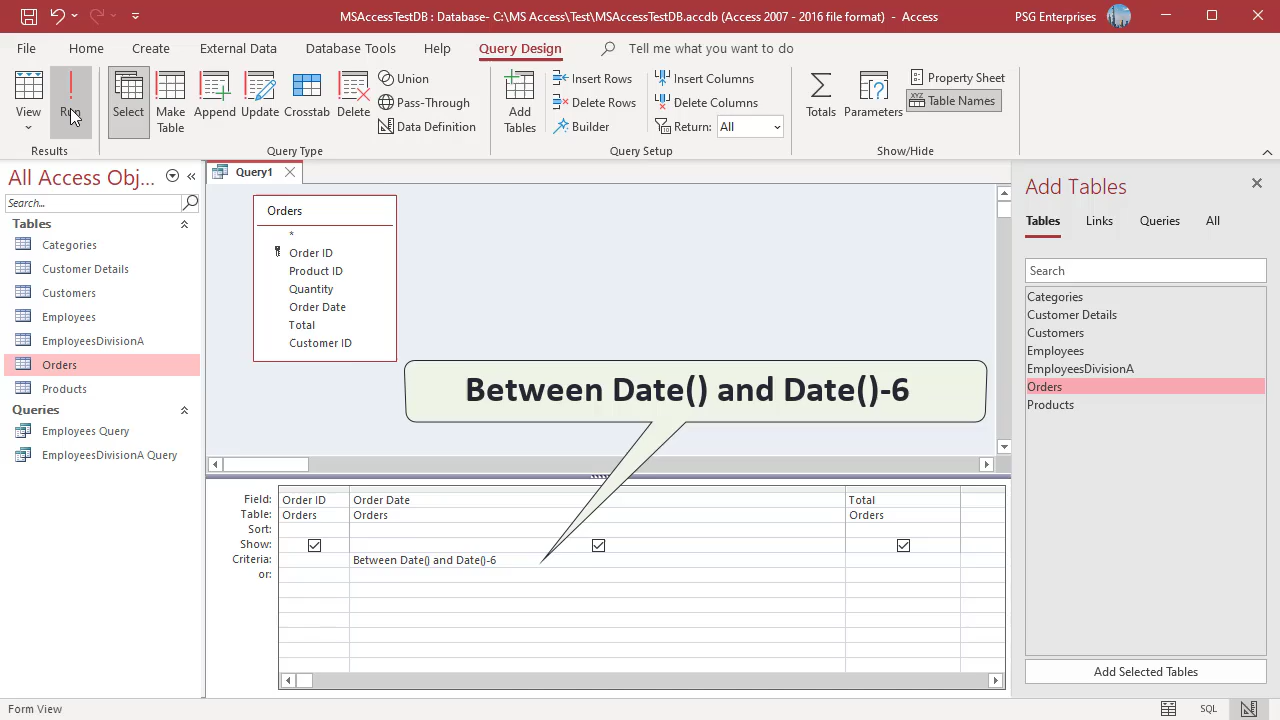 MSAccessTestDB : Database- C:\MS Access\Test\MSAccessTestDB.accdb (Access 2007 - 2016 file format) - Access
PSG Enterprises
File Home Create External Data Database Tools Help Query Design Tell me what you want to do
View
Select
Make Table
Append
Update
Crosstab
Delete
Union
Pass-Through
Data Definition
Add Tables
Insert Rows
Delete Rows
Builder
Insert Columns
Delete Columns
Return: All
Totals
Parameters
Property Sheet
XYZ Table Names
Results Query Type Query Setup Show/Hide
All Access Obj...
Search...
Tables
Categories
Customer Details
Customers
Employees
EmployeesDivisionA
Orders
Products
Queries
Employees Query
EmployeesDivisionA Query
Query1
Orders
*
Order ID
Product ID
Quantity
Order Date
Total
Customer ID
Between Date() and Date()-6
Field: Order ID Order Date Total
Table: Orders Orders Orders
Sort:
Show:
Criteria: Between Date() and Date()-6
or:
Add Tables
Tables Links Queries All
Search
Categories
Customer Details
Customers
Employees
EmployeesDivisionA
Orders
Products
Add Selected Tables
Form View
SQL